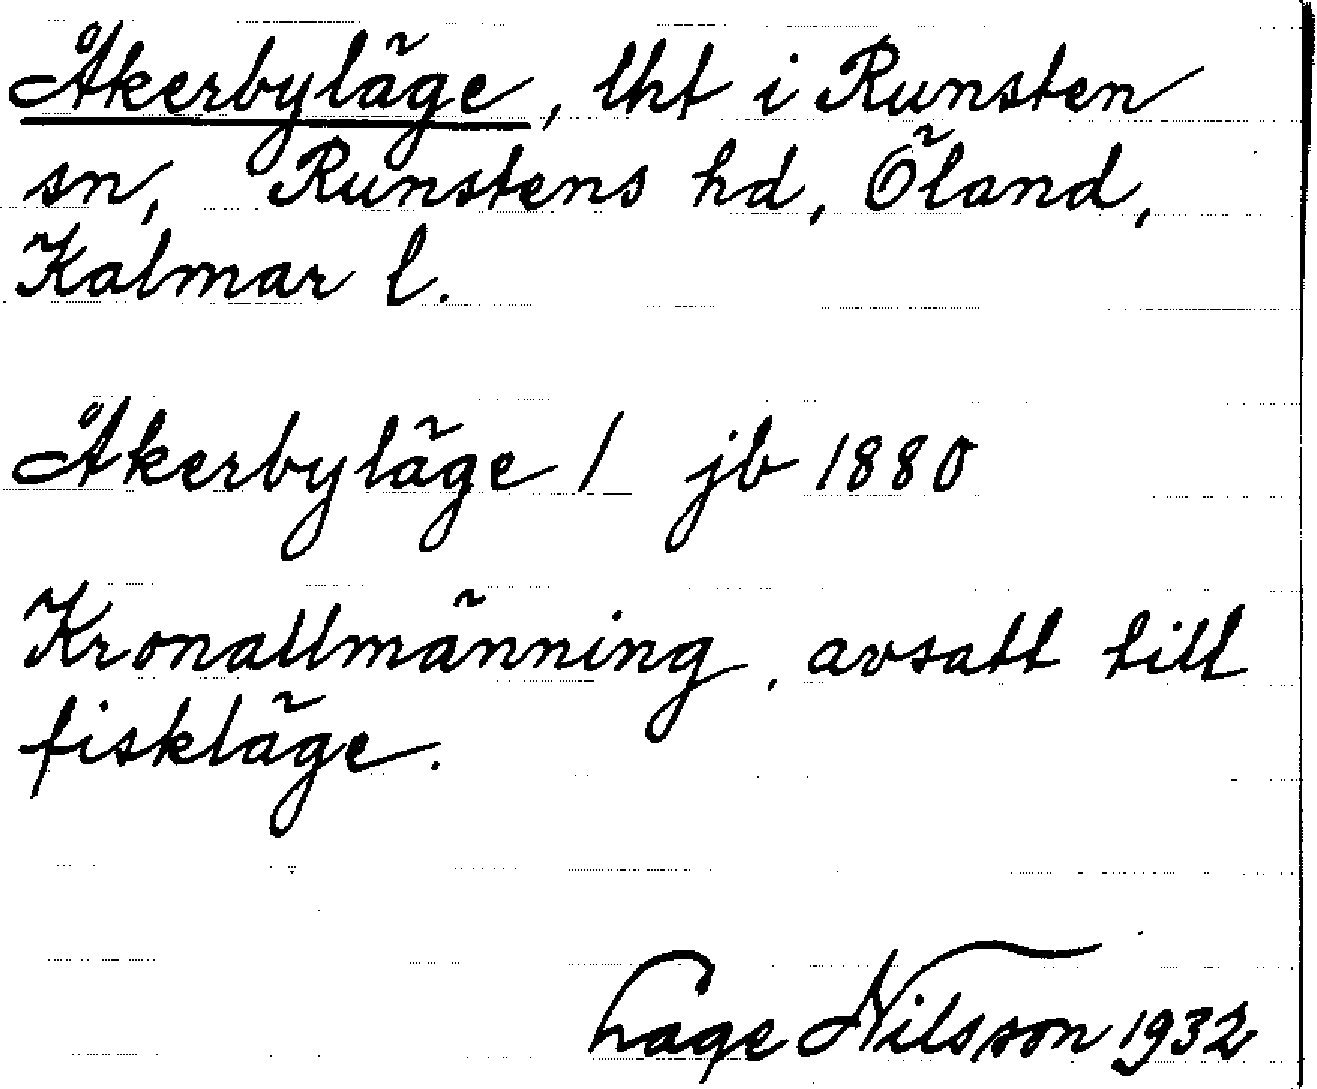 Åkerbyläge, lht i Runsten
sn, Runstens hd, Öland,
Kalmar l.
Åkerbyläge 1 jb 1880
Kronallmänning, avsatt till
fiskläge.
Lage Nilsson 1932